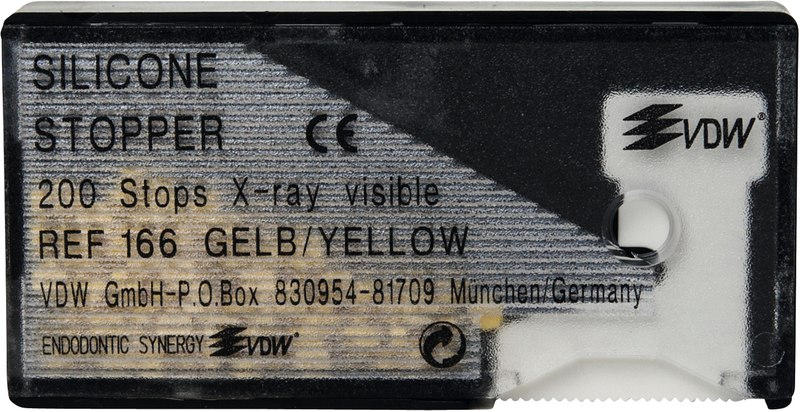 SILICONE
STOPPER CE
200 Stops X-ray visible
REF 166 GELB/YELLOW
VDW GmbH-P.O.Box 830954-81709 Munchen/Germany
ENDODONTIC SYNERGY VDW®
VDW®